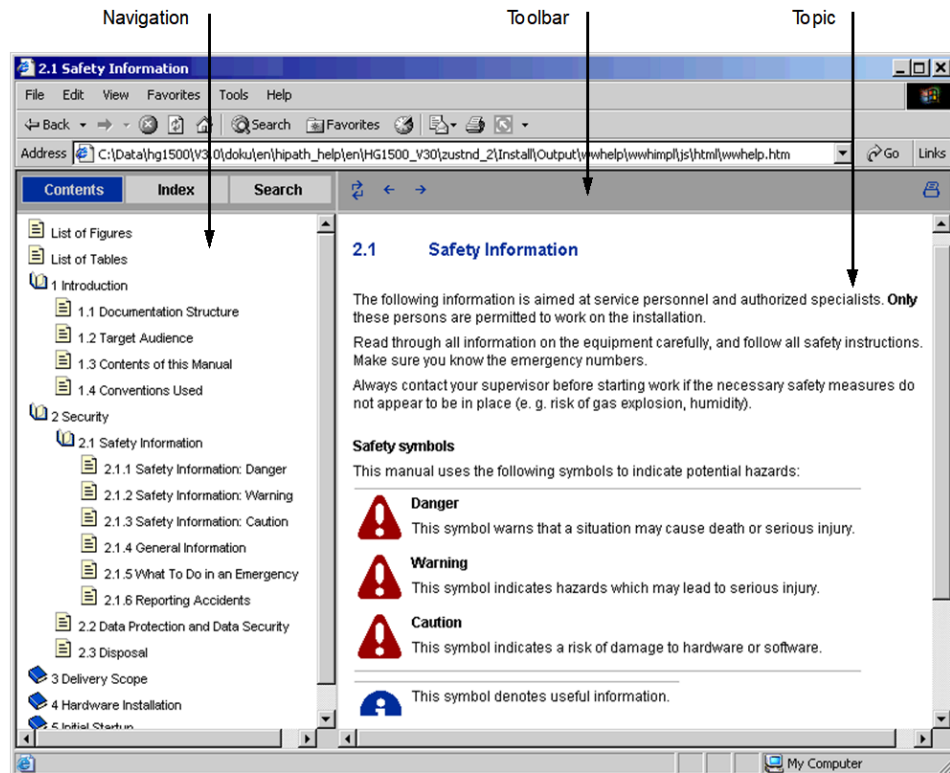 Navigation Toolbar Topic
2.1 Safety Information
File Edit View Favorites Tools Help
Back Search Favorites
Address C:\Data\hg1500\V3.0\doku\en\hipath_help\en\HG1500_V30\zustnd_2\Install\Output\wwhelp\wwhimpl\js\html\wwhelp.htm Go Links
Contents Index Search
List of Figures
List of Tables
1 Introduction
1.1 Documentation Structure
1.2 Target Audience
1.3 Contents of this Manual
1.4 Conventions Used
2 Security
2.1 Safety Information
2.1.1 Safety Information: Danger
2.1.2 Safety Information: Warning
2.1.3 Safety Information: Caution
2.1.4 General Information
2.1.5 What To Do in an Emergency
2.1.6 Reporting Accidents
2.2 Data Protection and Data Security
2.3 Disposal
3 Delivery Scope
4 Hardware Installation
5 Initial Startup
2.1 Safety Information
The following information is aimed at service personnel and authorized specialists. Only
these persons are permitted to work on the installation.
Read through all information on the equipment carefully, and follow all safety instructions.
Make sure you know the emergency numbers.
Always contact your supervisor before starting work if the necessary safety measures do
not appear to be in place (e. g. risk of gas explosion, humidity).
Safety symbols
This manual uses the following symbols to indicate potential hazards:
Danger
This symbol warns that a situation may cause death or serious injury.
Warning
This symbol indicates hazards which may lead to serious injury.
Caution
This symbol indicates a risk of damage to hardware or software.
This symbol denotes useful information.
My Computer